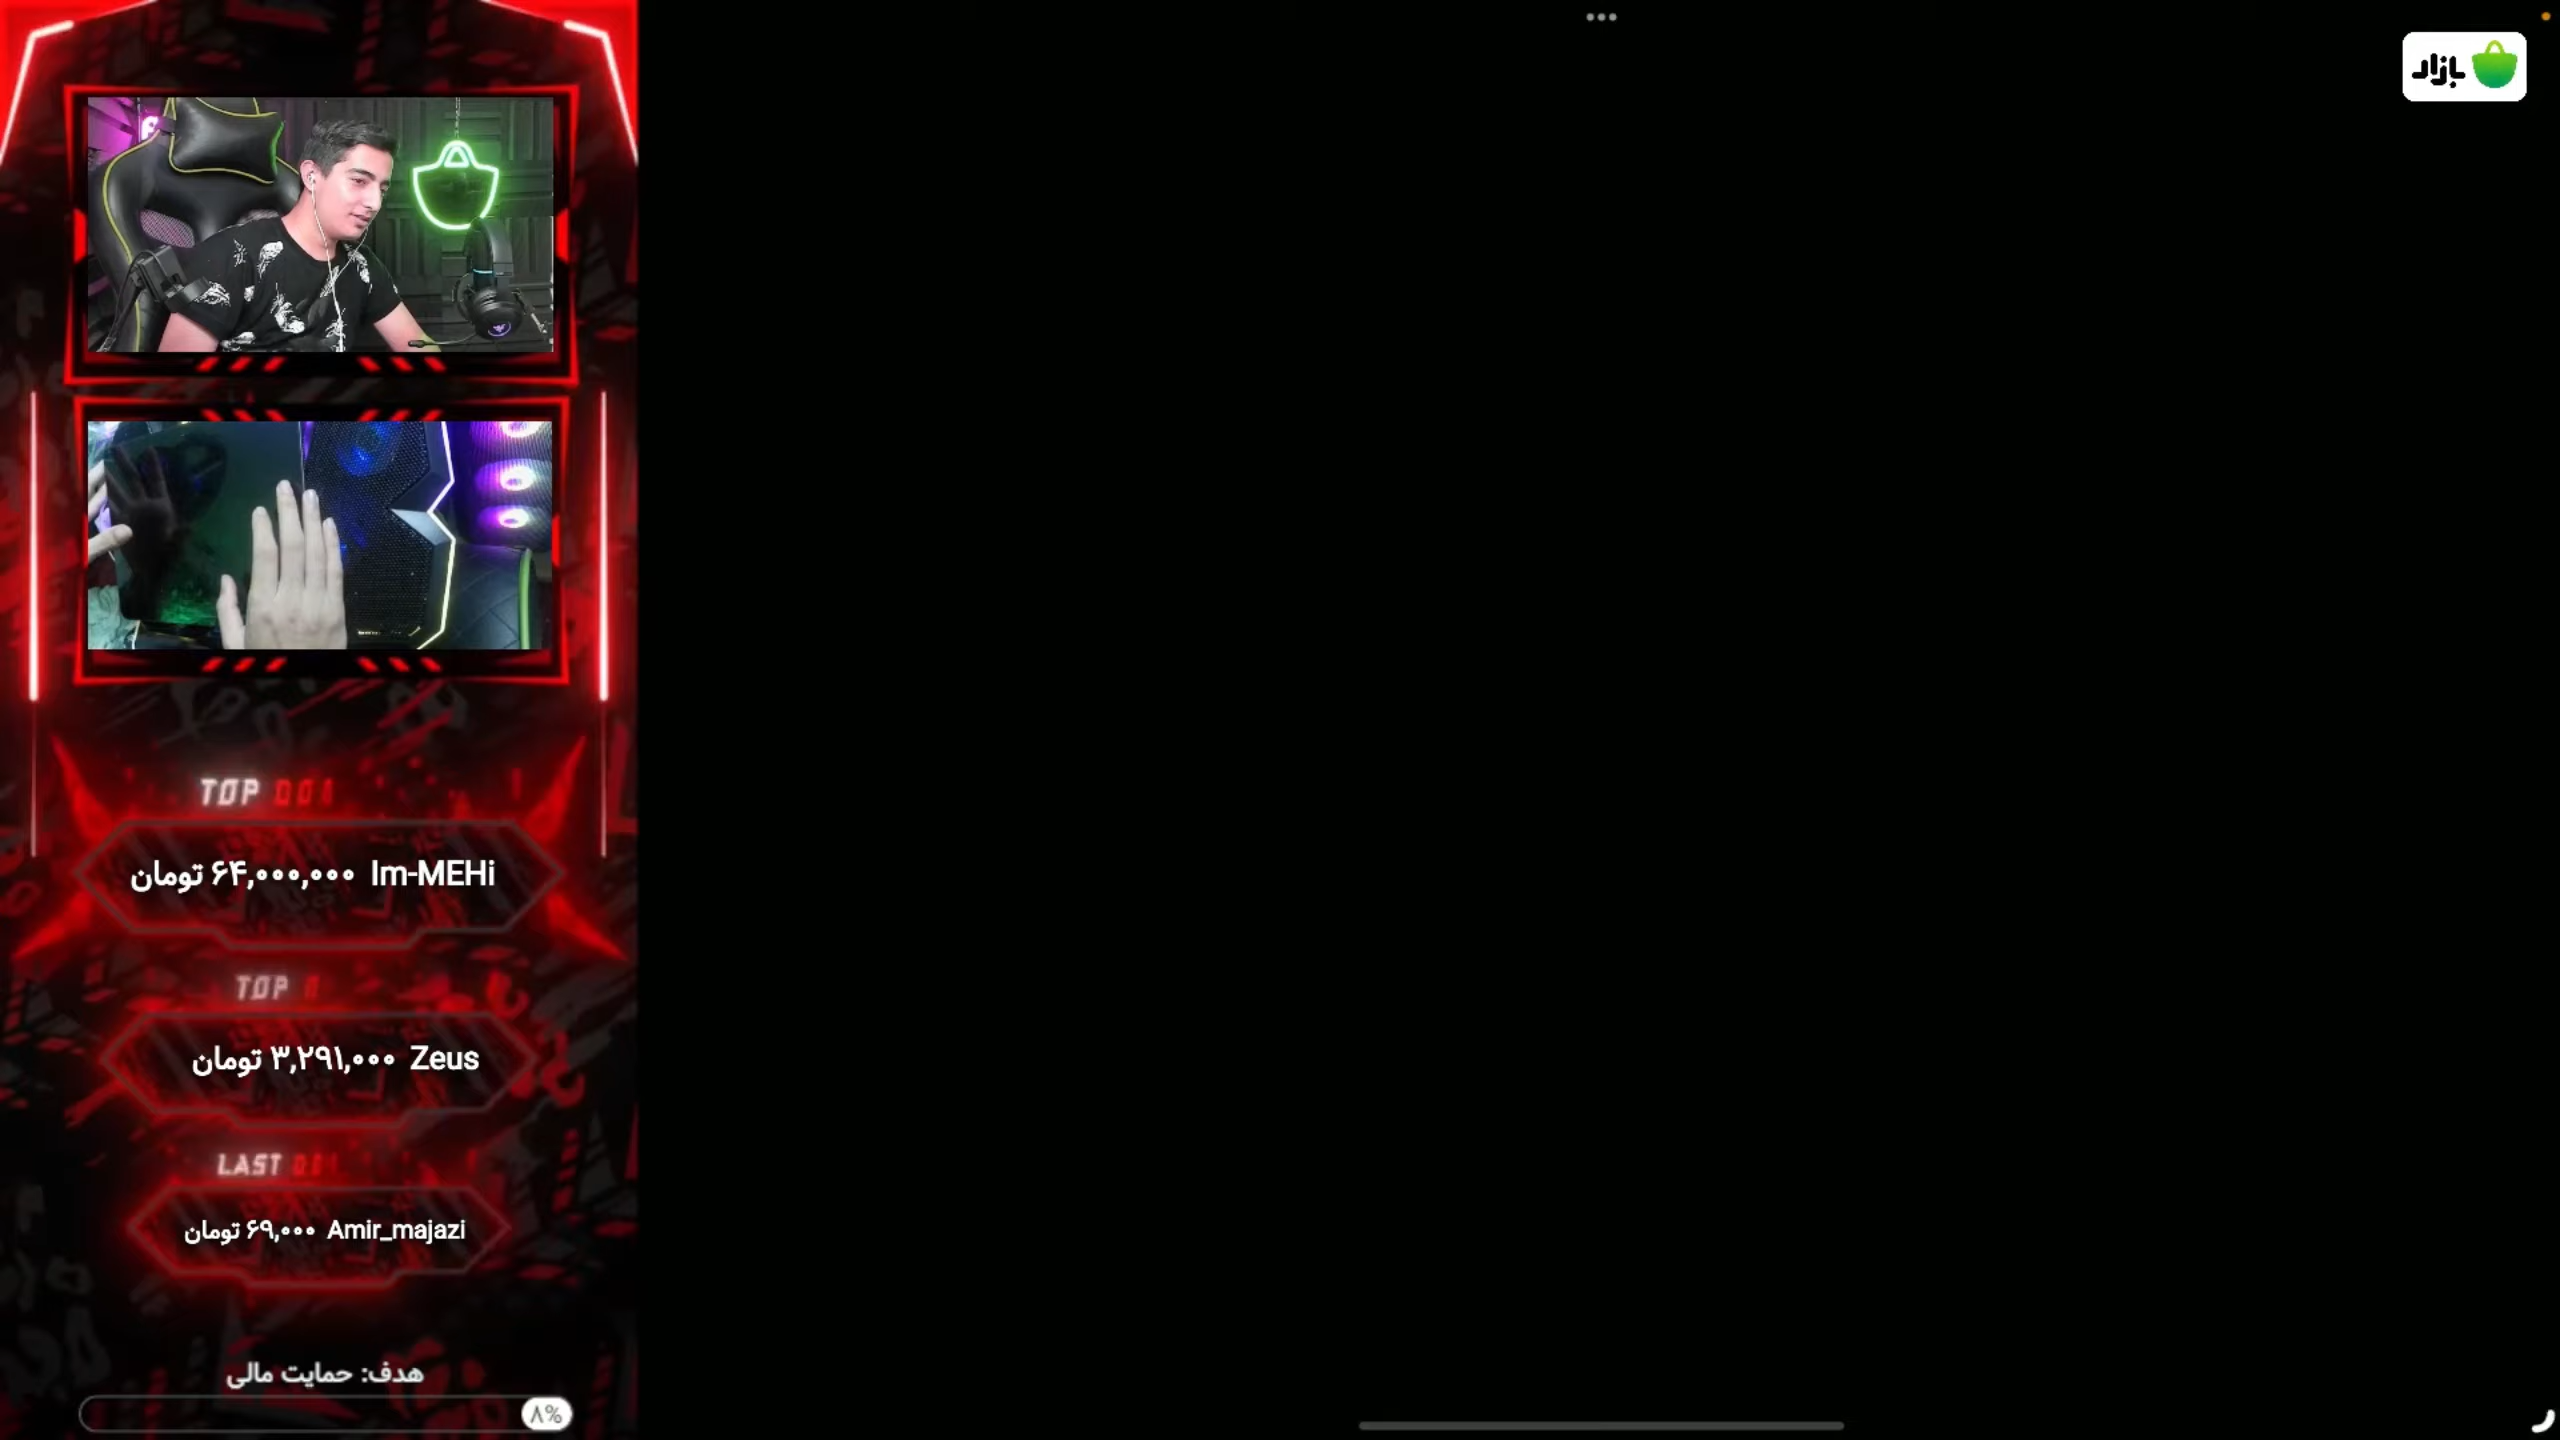 بازار
TOP
۶۴,۰۰۰,۰۰۰ تومان Im-MEHi
TOP
۳,۲۹۱,۰۰۰ تومان Zeus
LAST
۶۹,۰۰۰ تومان Amir_majazi
هدف: حمایت مالی
۸%